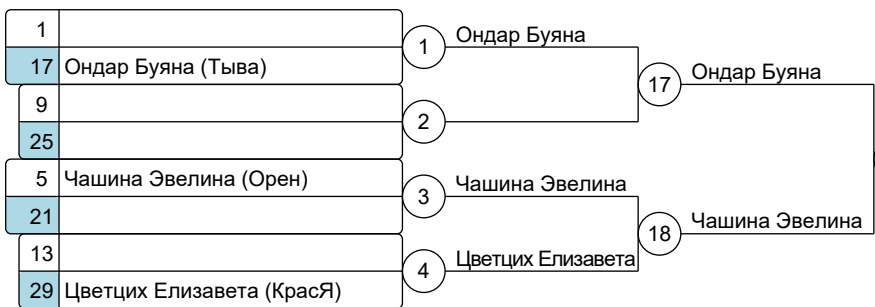 1
17 Ондар Буяна (Тыва)
1 Ондар Буяна
9
25
2
17 Ондар Буяна
5 Чашина Эвелина (Орен)
21
3 Чашина Эвелина
13
29 Цветцих Елизавета (КрасЯ)
4 Цветцих Елизавета
18 Чашина Эвелина